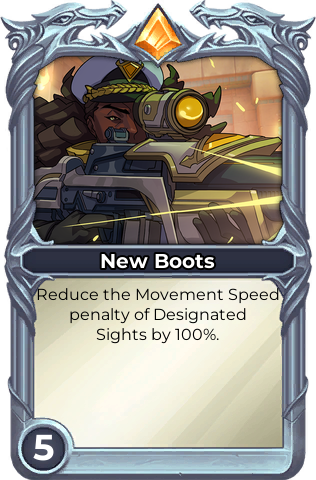 New Boots
Reduce the Movement Speed
penalty of Designated
Sights by 100%.
5